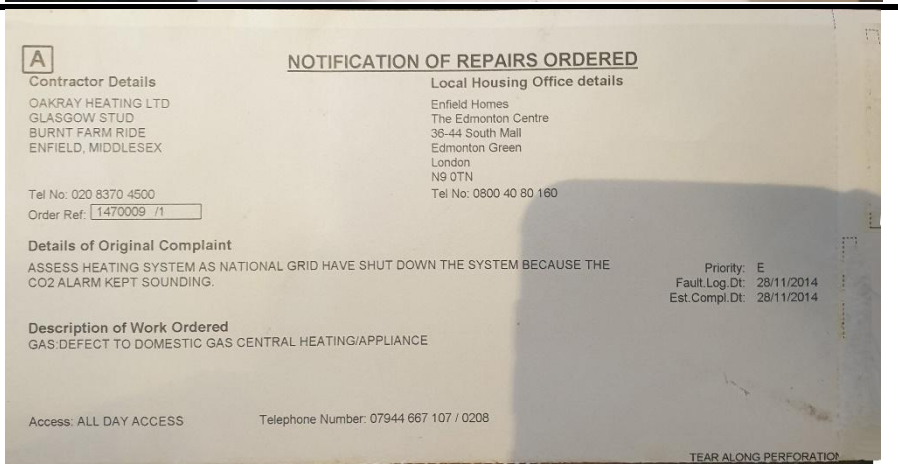 A
NOTIFICATION OF REPAIRS ORDERED
Contractor Details
OAKRAY HEATING LTD
GLASGOW STUD
BURNT FARM RIDE
ENFIELD, MIDDLESEX
Tel No: 020 8370 4500
Order Ref: 1470009 /1
Local Housing Office details
Enfield Homes
The Edmonton Centre
36-44 South Mall
Edmonton Green
London
N9 0TN
Tel No: 0800 40 80 160
Details of Original Complaint
ASSESS HEATING SYSTEM AS NATIONAL GRID HAVE SHUT DOWN THE SYSTEM BECAUSE THE
CO2 ALARM KEPT SOUNDING.
Priority: E
Fault.Log.Dt: 28/11/2014
Est.Compl.Dt: 28/11/2014
Description of Work Ordered
GAS:DEFECT TO DOMESTIC GAS CENTRAL HEATING/APPLIANCE
Access: ALL DAY ACCESS
Telephone Number: 07944 667 107 / 0208
TEAR ALONG PERFORATION